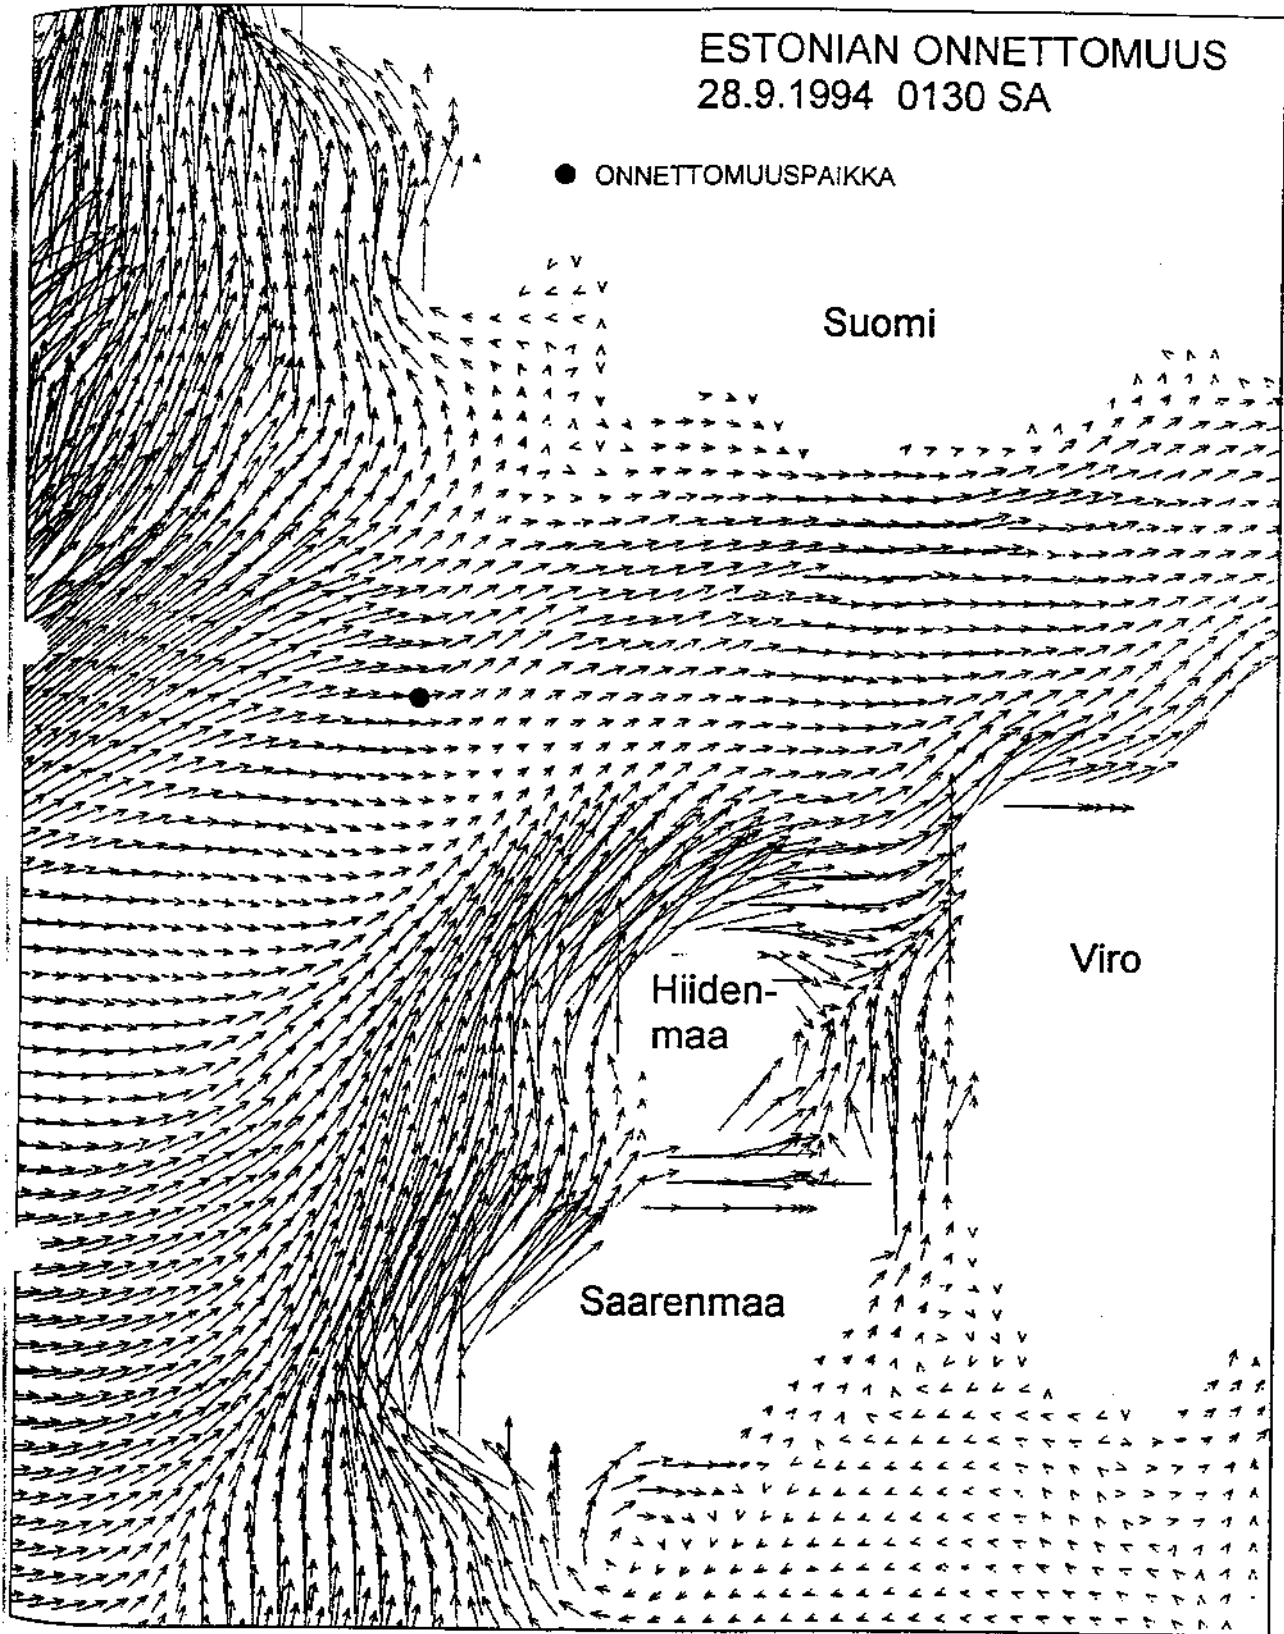 ESTONIAN ONNETTOMUUS
28.9.1994 0130 SA
ONNETTOMUUSPAIKKA
Suomi
Viro
Hiiden-
maa
Saarenmaa